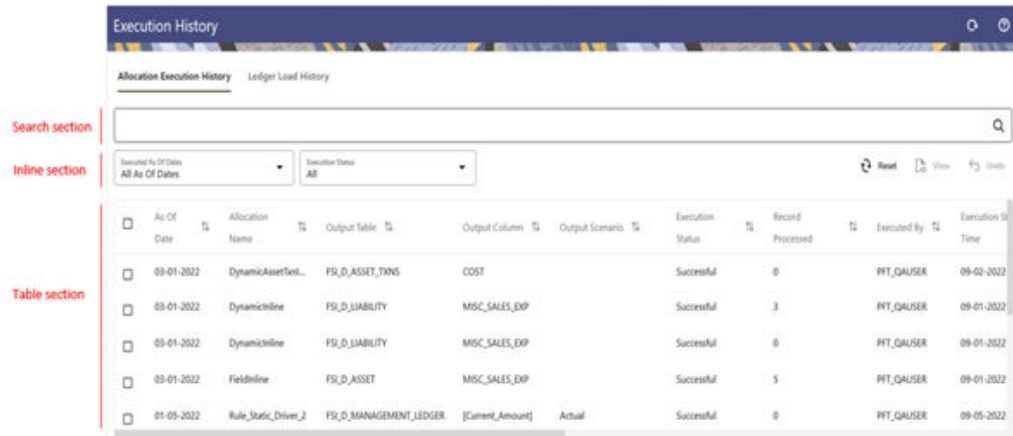 Execution History
Allocation Execution History Ledger Load History
Search section
Inline section
Executed As Of Dates
All As Of Dates
Execution Status
All
Reset View Undo
As Of Date
Allocation Name
Output Table
Output Column
Output Scenario
Execution Status
Record Processed
Executed By
Execution St
Time
Table section
03-01-2022 DynamicAssetTxnl... FSI_D_ASSET_TXNS COST Successful 0 PFT_QAUSER 09-02-2022
03-01-2022 DynamicInline FSI_D_LIABILITY MISC_SALES_EXP Successful 3 PFT_QAUSER 09-01-2022
03-01-2022 DynamicInline FSI_D_LIABILITY MISC_SALES_EXP Successful 0 PFT_QAUSER 09-01-2022
03-01-2022 FieldInline FSI_D_ASSET MISC_SALES_EXP Successful 5 PFT_QAUSER 09-01-2022
01-05-2022 Rule_Static_Driver_2 FSI_D_MANAGEMENT_LEDGER [Current_Amount] Actual Successful 0 PFT_QAUSER 09-05-2022